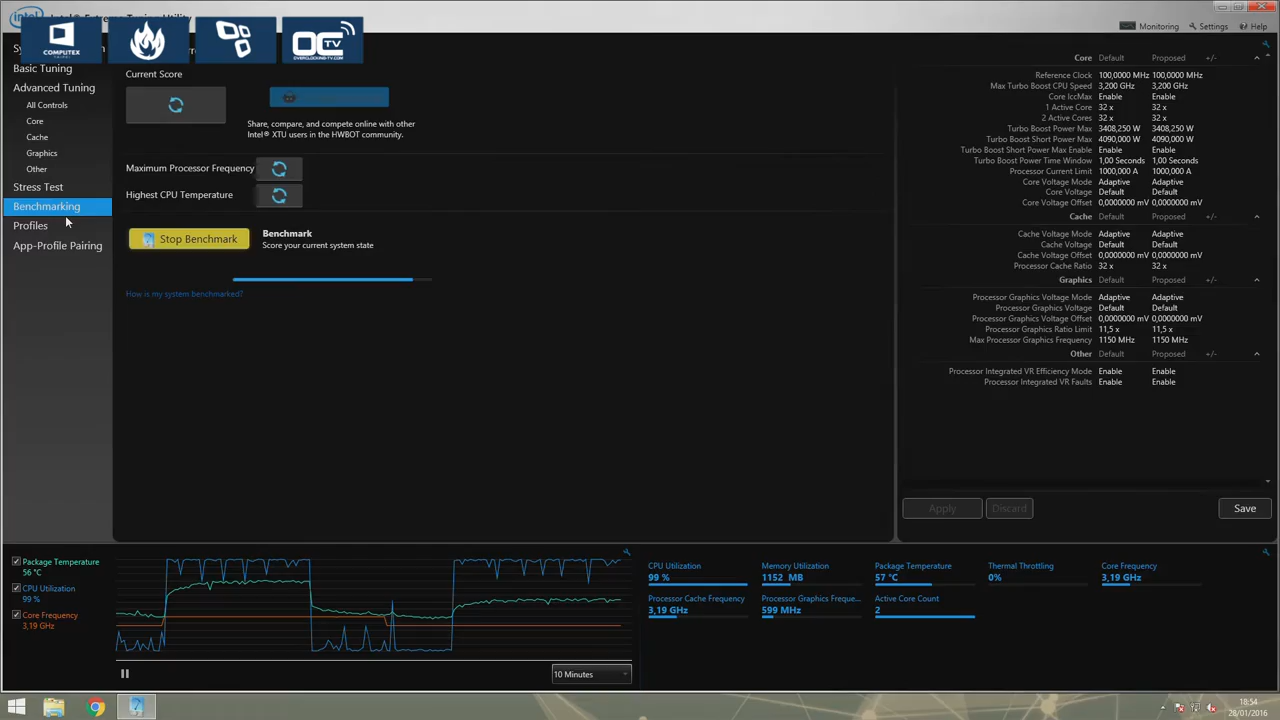 Intel® Extreme Tuning Utility
Monitoring
Settings
Help
COMPUTEX
OC TV
OVERCLOCKING-TV.COM
Basic Tuning
Advanced Tuning
All Controls
Core
Cache
Graphics
Other
Stress Test
Benchmarking
Profiles
App-Profile Pairing
Current Score
Share, compare, and compete online with other
Intel® XTU users in the HWBOT community.
Maximum Processor Frequency
Highest CPU Temperature
Stop Benchmark
Benchmark
Score your current system state
How is my system benchmarked?
Core Default Proposed +/-
Reference Clock 100,0000 MHz 100,0000 MHz
Max Turbo Boost CPU Speed 3,200 GHz 3,200 GHz
Core IccMax Enable Enable
1 Active Core 32 x 32 x
2 Active Cores 32 x 32 x
Turbo Boost Power Max 3408,250 W 3408,250 W
Turbo Boost Short Power Max 4090,000 W 4090,000 W
Turbo Boost Short Power Max Enable Enable Enable
Turbo Boost Power Time Window 1,00 Seconds 1,00 Seconds
Processor Current Limit 1000,000 A 1000,000 A
Core Voltage Mode Adaptive Adaptive
Core Voltage Default Default
Core Voltage Offset 0,0000000 mV 0,0000000 mV
Cache Default Proposed +/-
Cache Voltage Mode Adaptive Adaptive
Cache Voltage Default Default
Cache Voltage Offset 0,0000000 mV 0,0000000 mV
Processor Cache Ratio 32 x 32 x
Graphics Default Proposed +/-
Processor Graphics Voltage Mode Adaptive Adaptive
Processor Graphics Voltage Default Default
Processor Graphics Voltage Offset 0,0000000 mV 0,0000000 mV
Processor Graphics Ratio Limit 11,5 x 11,5 x
Max Processor Graphics Frequency 1150 MHz 1150 MHz
Other Default Proposed +/-
Processor Integrated VR Efficiency Mode Enable Enable
Processor Integrated VR Faults Enable Enable
Apply
Discard
Save
Package Temperature
56 °C
CPU Utilization
99 %
Core Frequency
3,19 GHz
10 Minutes
CPU Utilization
99 %
Memory Utilization
1152 MB
Package Temperature
57 °C
Thermal Throttling
0%
Core Frequency
3,19 GHz
Processor Cache Frequency
3,19 GHz
Processor Graphics Freque...
599 MHz
Active Core Count
2
18:54
28/01/2016